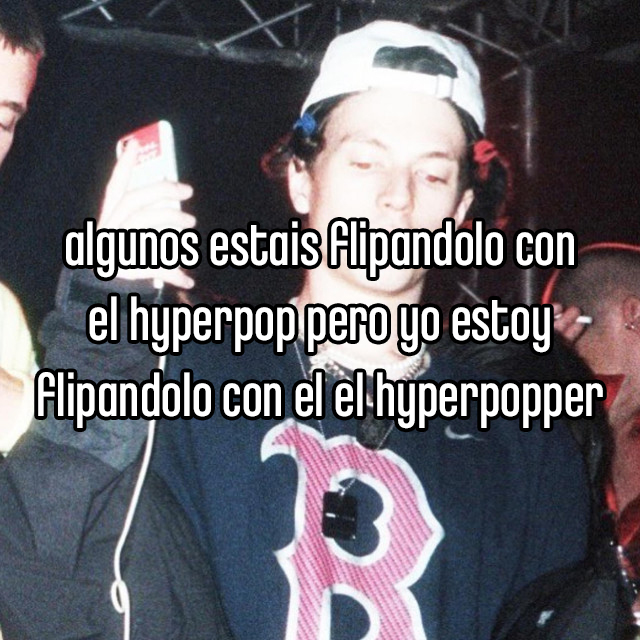 algunos estais flipandolo con
el hyperpop pero yo estoy
flipandolo con el el hyperpopper
B